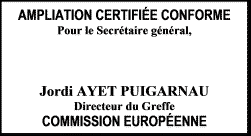 AMPLIATION CERTIFIÉE CONFORME
Pour le Secrétaire général,
Jordi AYET PUIGARNAU
Directeur du Greffe
COMMISSION EUROPÉENNE